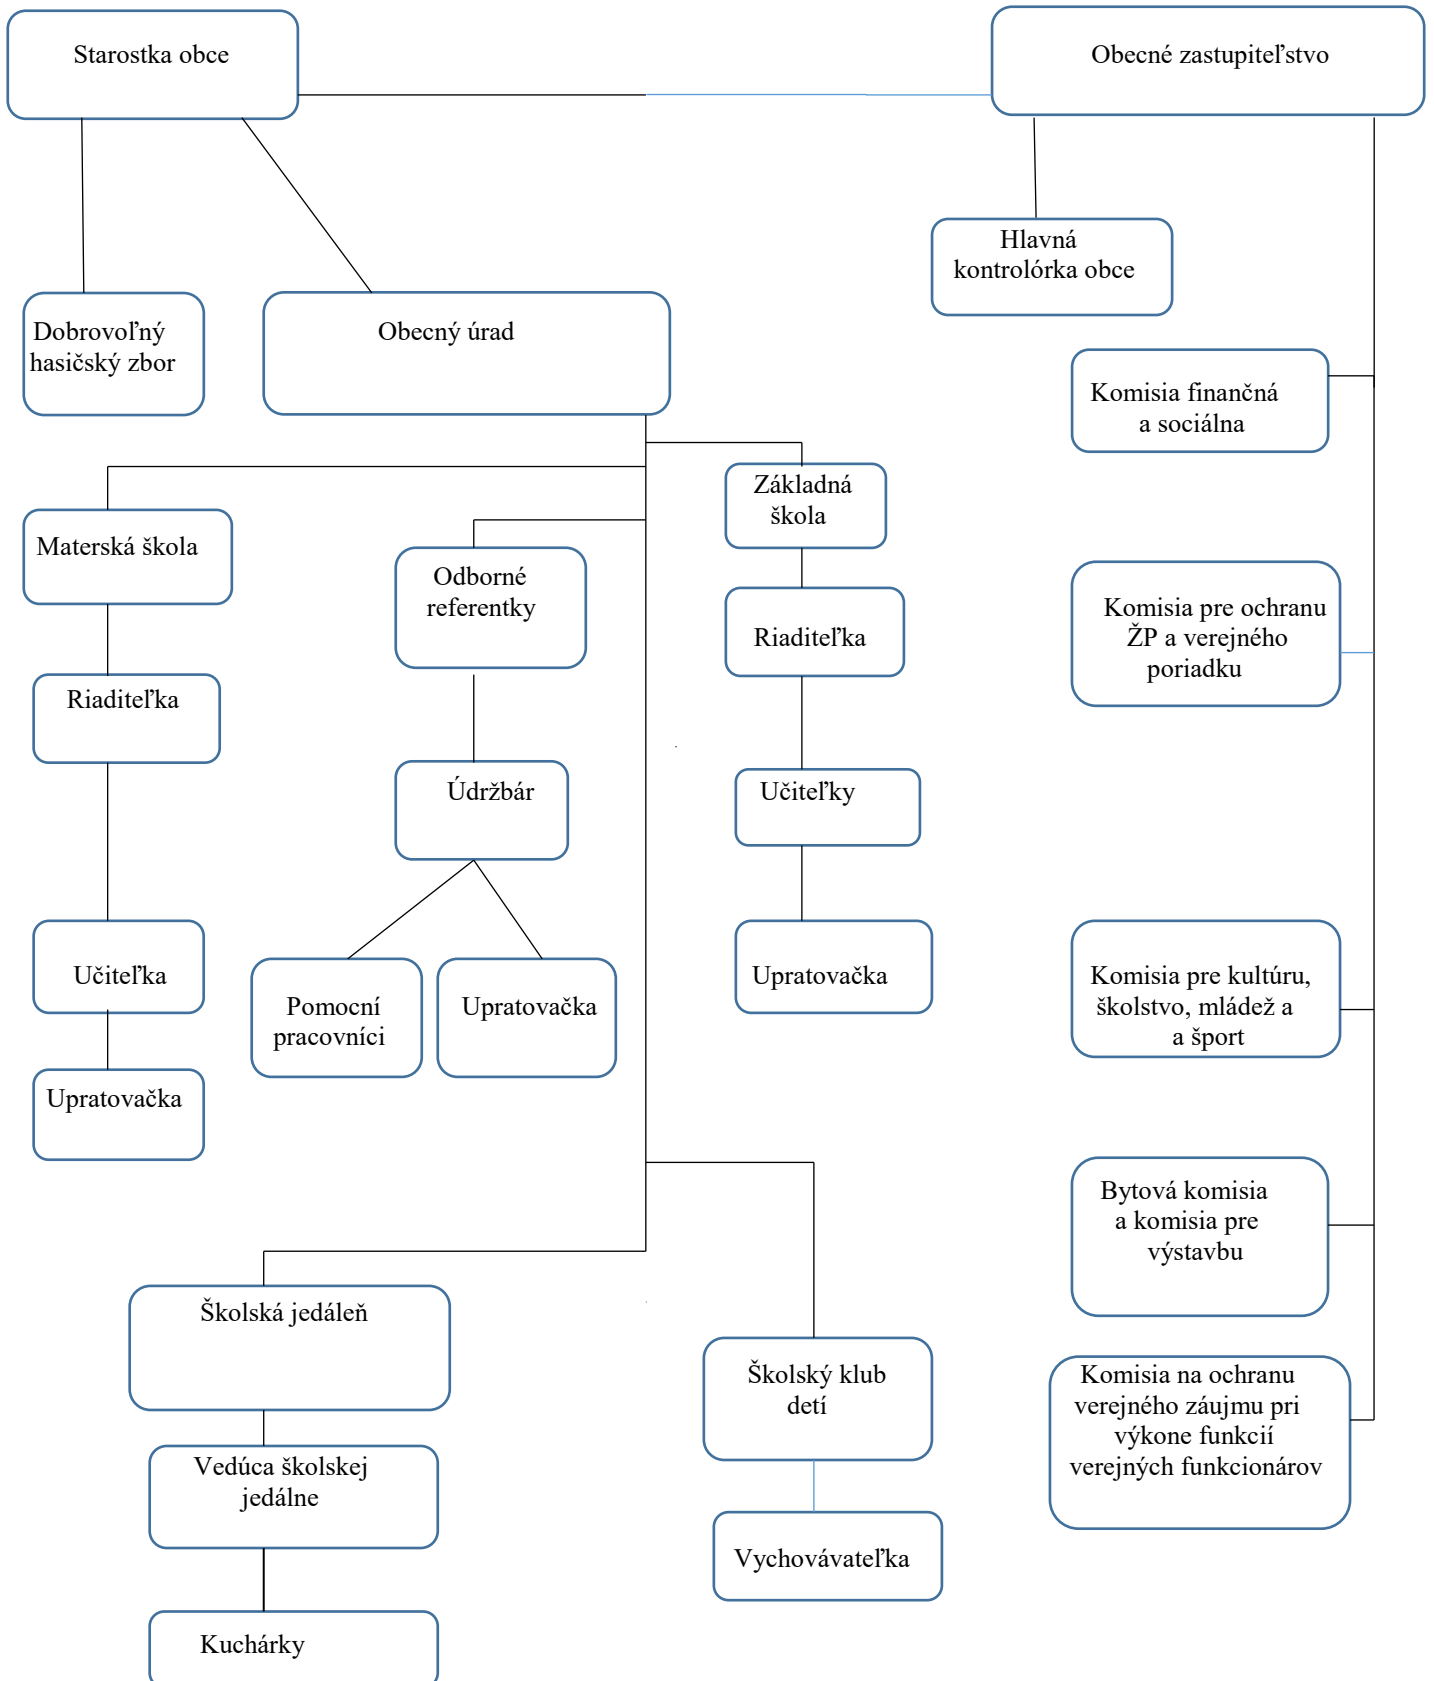 Starostka obce
Obecné zastupiteľstvo
Hlavná
kontrolórka obce
Dobrovoľný
hasičský zbor
Obecný úrad
Komisia finančná
a sociálna
Základná
škola
Materská škola
Odborné
referentky
Komisia pre ochranu
ŽP a verejného
poriadku
Riaditeľka
Riaditeľka
Údržbár
Učiteľky
Učiteľka
Pomocní
pracovníci
Upratovačka
Upratovačka
Komisia pre kultúru,
školstvo, mládež a
a šport
Upratovačka
Bytová komisia
a komisia pre
výstavbu
Školská jedáleň
Školský klub
detí
Komisia na ochranu
verejného záujmu pri
výkone funkcií
verejných funkcionárov
Vedúca školskej
jedálne
Vychovávateľka
Kuchárky